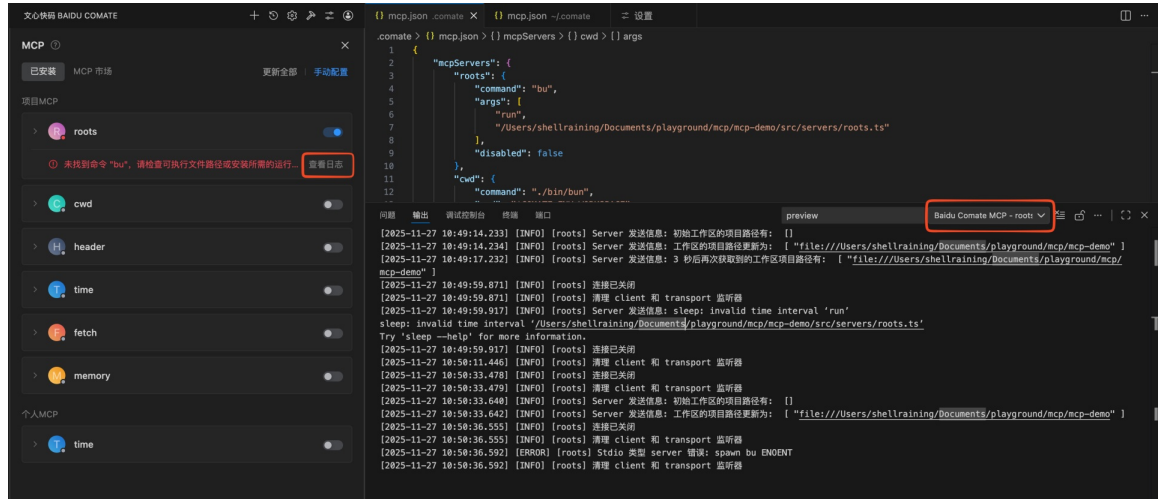 文心快码 BAIDU COMATE
MCP
已安装 MCP 市场 更新全部 手动配置
项目MCP
R roots
未找到命令 "bu"，请检查可执行文件路径或安装所需的运行... 查看日志
C cwd
H header
T time
F fetch
M memory
个人MCP
T time
{} mcp.json .comate × {} mcp.json ~/.comate 设置
.comate > {} mcp.json > {} mcpServers > {} cwd > [ ] args
1 {
2 "mcpServers": {
3 "roots": {
4 "command": "bu",
5 "args": [
6 "run",
7 "/Users/shellraining/Documents/playground/mcp/mcp-demo/src/servers/roots.ts"
8 ],
9 "disabled": false
10 },
11 "cwd": {
12 "command": "./bin/bun",
问题 输出 调试控制台 终端 端口 preview Baidu Comate MCP - roots
[2025-11-27 10:49:14.233] [INFO] [roots] Server 发送信息: 初始工作区的项目路径有: []
[2025-11-27 10:49:14.234] [INFO] [roots] Server 发送信息: 工作区的项目路径更新为: [ "file:///Users/shellraining/Documents/playground/mcp/mcp-demo" ]
[2025-11-27 10:49:17.232] [INFO] [roots] Server 发送信息: 3 秒后再次获取到的工作区项目路径有: [ "file:///Users/shellraining/Documents/playground/mcp/
mcp-demo" ]
[2025-11-27 10:49:59.871] [INFO] [roots] 连接已关闭
[2025-11-27 10:49:59.871] [INFO] [roots] 清理 client 和 transport 监听器
[2025-11-27 10:49:59.917] [INFO] [roots] Server 发送信息: sleep: invalid time interval ‘run’
sleep: invalid time interval ‘/Users/shellraining/Documents/playground/mcp/mcp-demo/src/servers/roots.ts’
Try 'sleep --help' for more information.
[2025-11-27 10:49:59.917] [INFO] [roots] 连接已关闭
[2025-11-27 10:50:11.446] [INFO] [roots] 清理 client 和 transport 监听器
[2025-11-27 10:50:33.478] [INFO] [roots] 连接已关闭
[2025-11-27 10:50:33.479] [INFO] [roots] 清理 client 和 transport 监听器
[2025-11-27 10:50:33.640] [INFO] [roots] Server 发送信息: 初始工作区的项目路径有: []
[2025-11-27 10:50:33.642] [INFO] [roots] Server 发送信息: 工作区的项目路径更新为: [ "file:///Users/shellraining/Documents/playground/mcp/mcp-demo" ]
[2025-11-27 10:50:36.555] [INFO] [roots] 连接已关闭
[2025-11-27 10:50:36.555] [INFO] [roots] 清理 client 和 transport 监听器
[2025-11-27 10:50:36.592] [ERROR] [roots] Stdio 类型 server 错误: spawn bu ENOENT
[2025-11-27 10:50:36.592] [INFO] [roots] 清理 client 和 transport 监听器